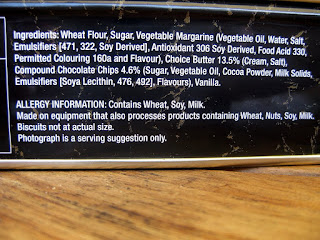 Ingredients: Wheat Flour, Sugar, Vegetable Margarine (Vegetable Oil, Water, Salt,
Emulsifiers [471, 322, Soy Derived], Antioxidant 306 Soy Derived, Food Acid 330,
Permitted Colouring 160a and Flavour), Choice Butter 13.5% (Cream, Salt),
Compound Chocolate Chips 4.6% (Sugar, Vegetable Oil, Cocoa Powder, Milk Solids,
Emulsifiers [Soya Lecithin, 476, 492], Flavours), Vanilla.
ALLERGY INFORMATION: Contains Wheat, Soy, Milk.
Made on equipment that also processes products containing Wheat, Nuts, Soy, Milk.
Biscuits not at actual size.
Photograph is a serving suggestion only.